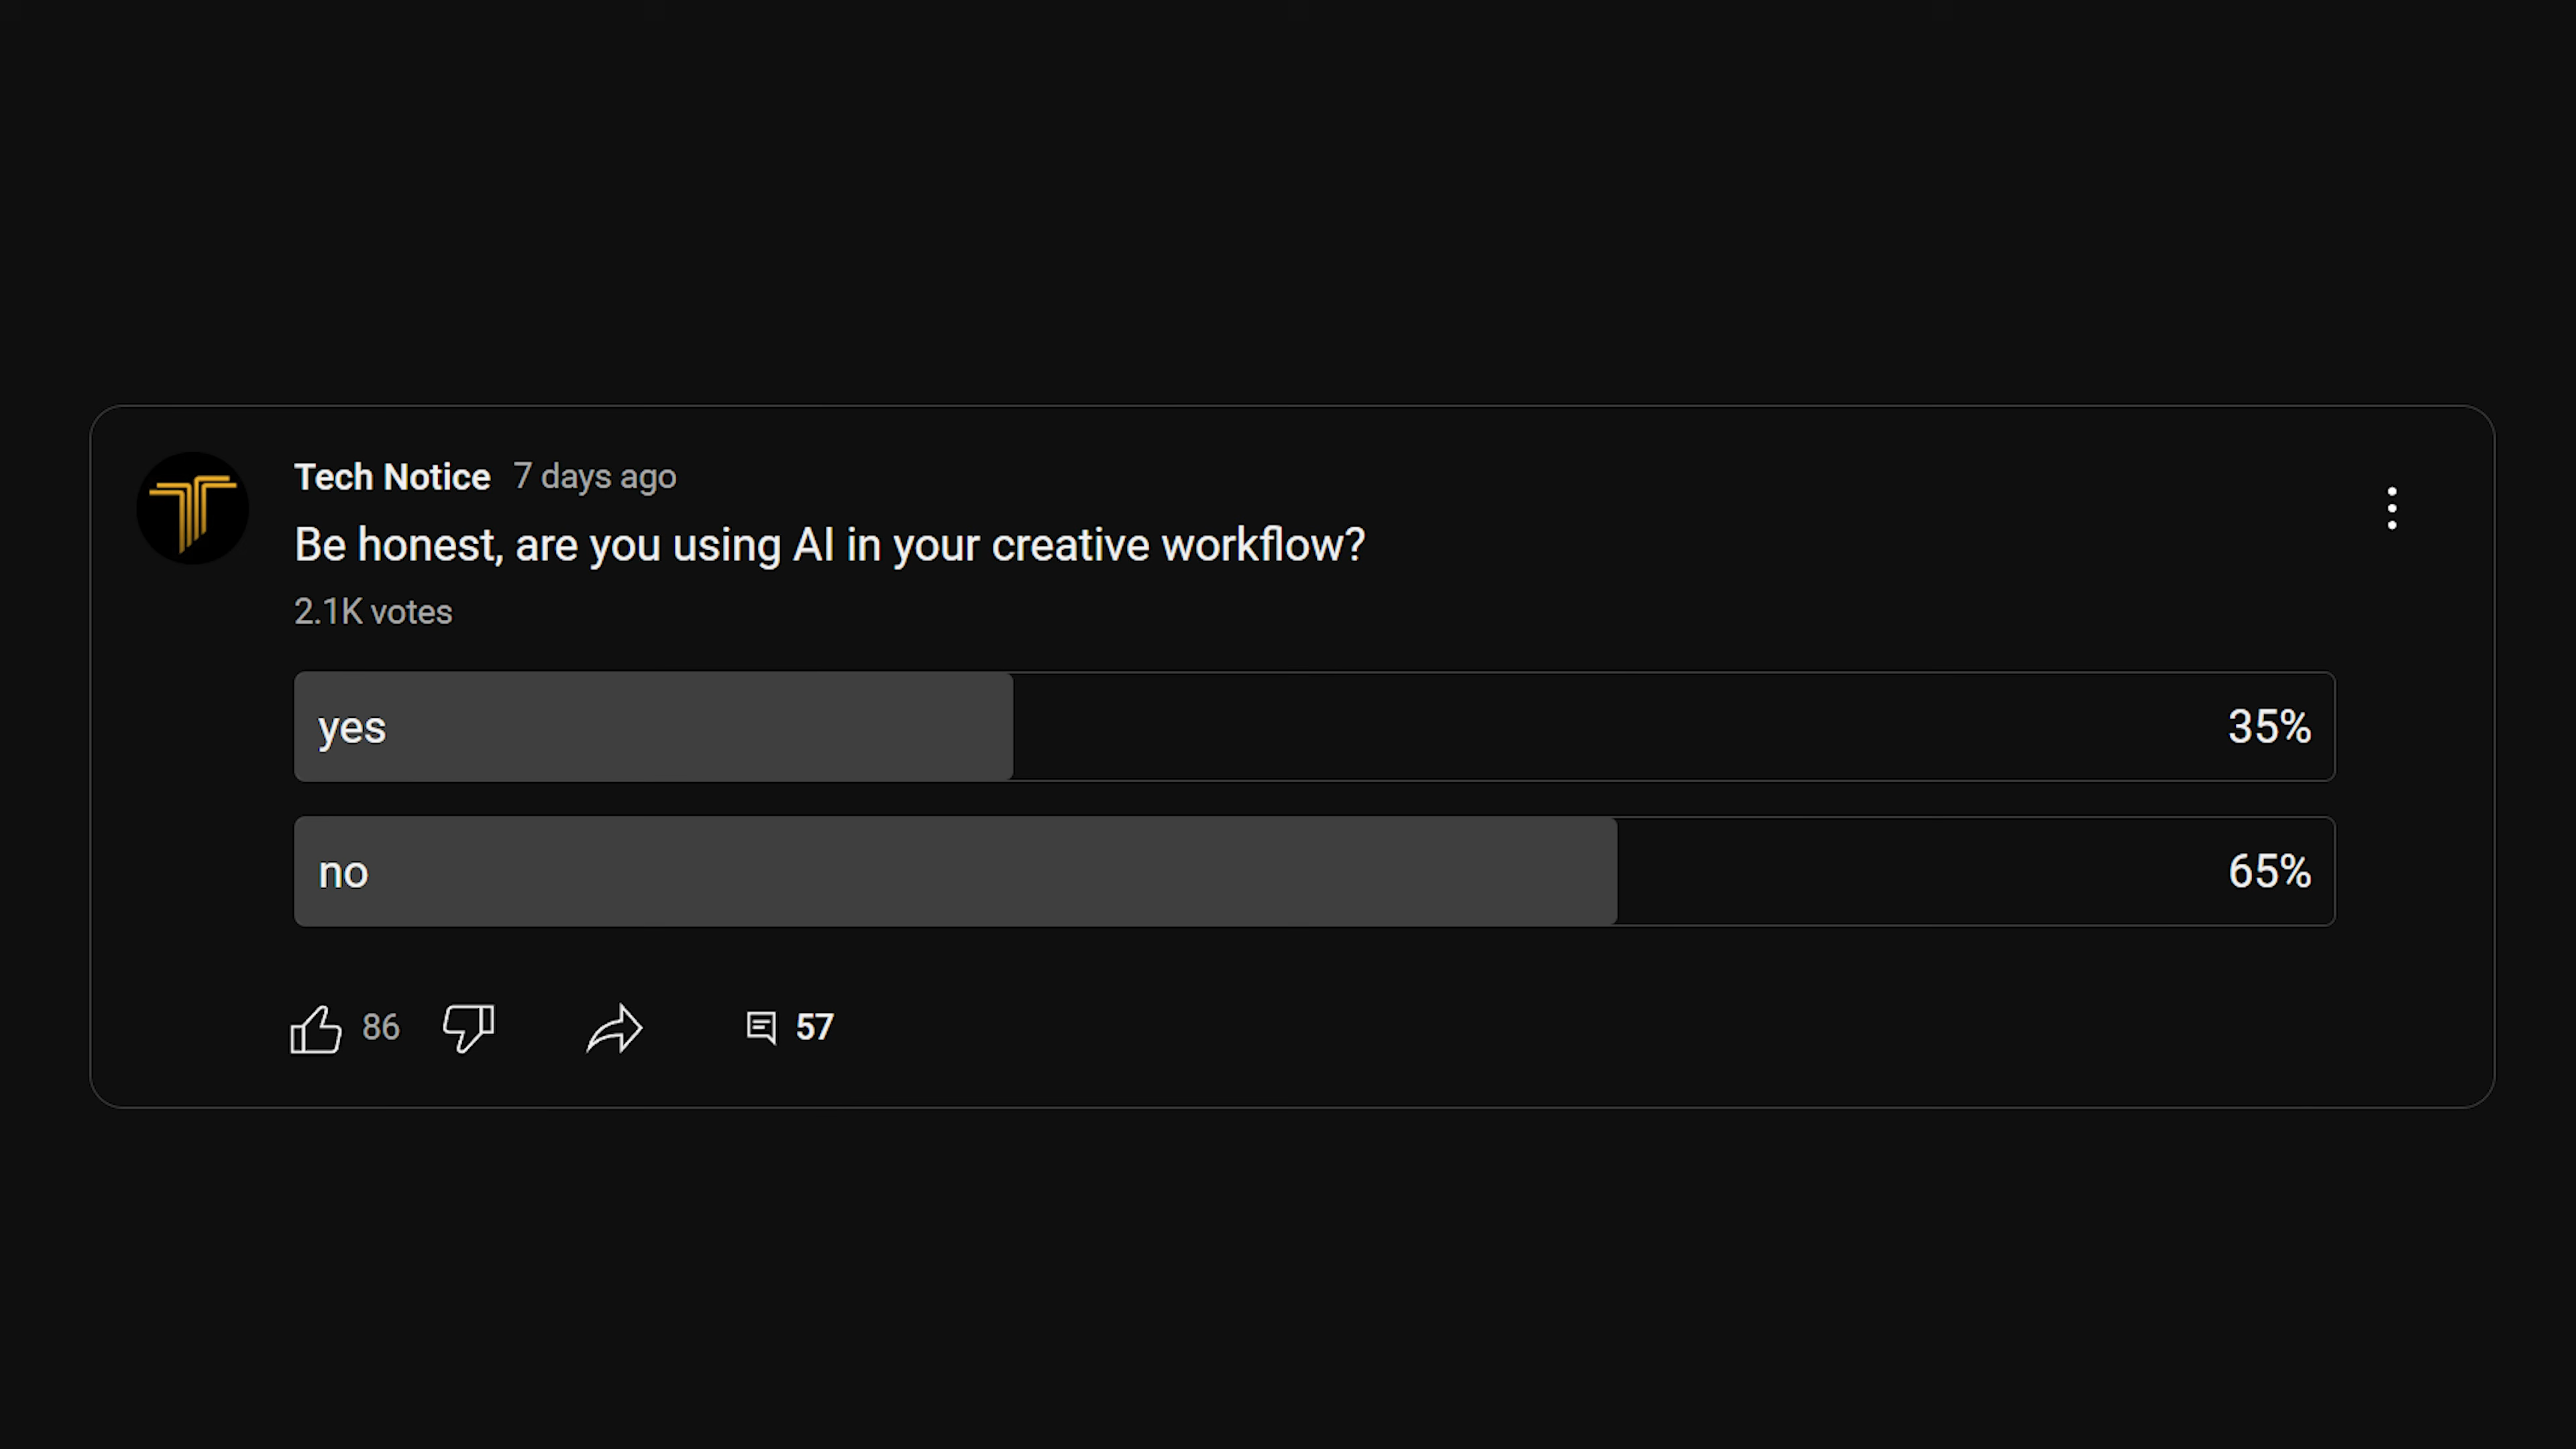 Tech Notice 7 days ago
Be honest, are you using AI in your creative workflow?
2.1K votes
yes 35%
no 65%
86 57